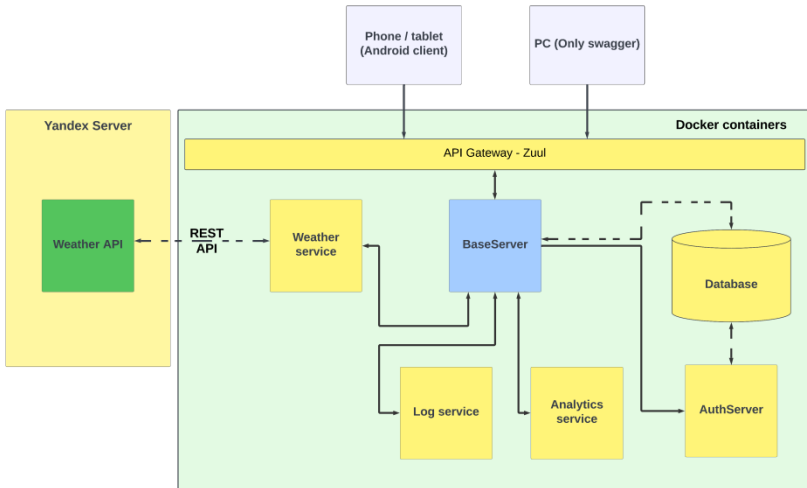 Phone / tablet
(Android client)
PC (Only swagger)
Yandex Server
Docker containers
API Gateway - Zuul
Weather API
REST
API
Weather
service
BaseServer
Database
Log service
Analytics
service
AuthServer